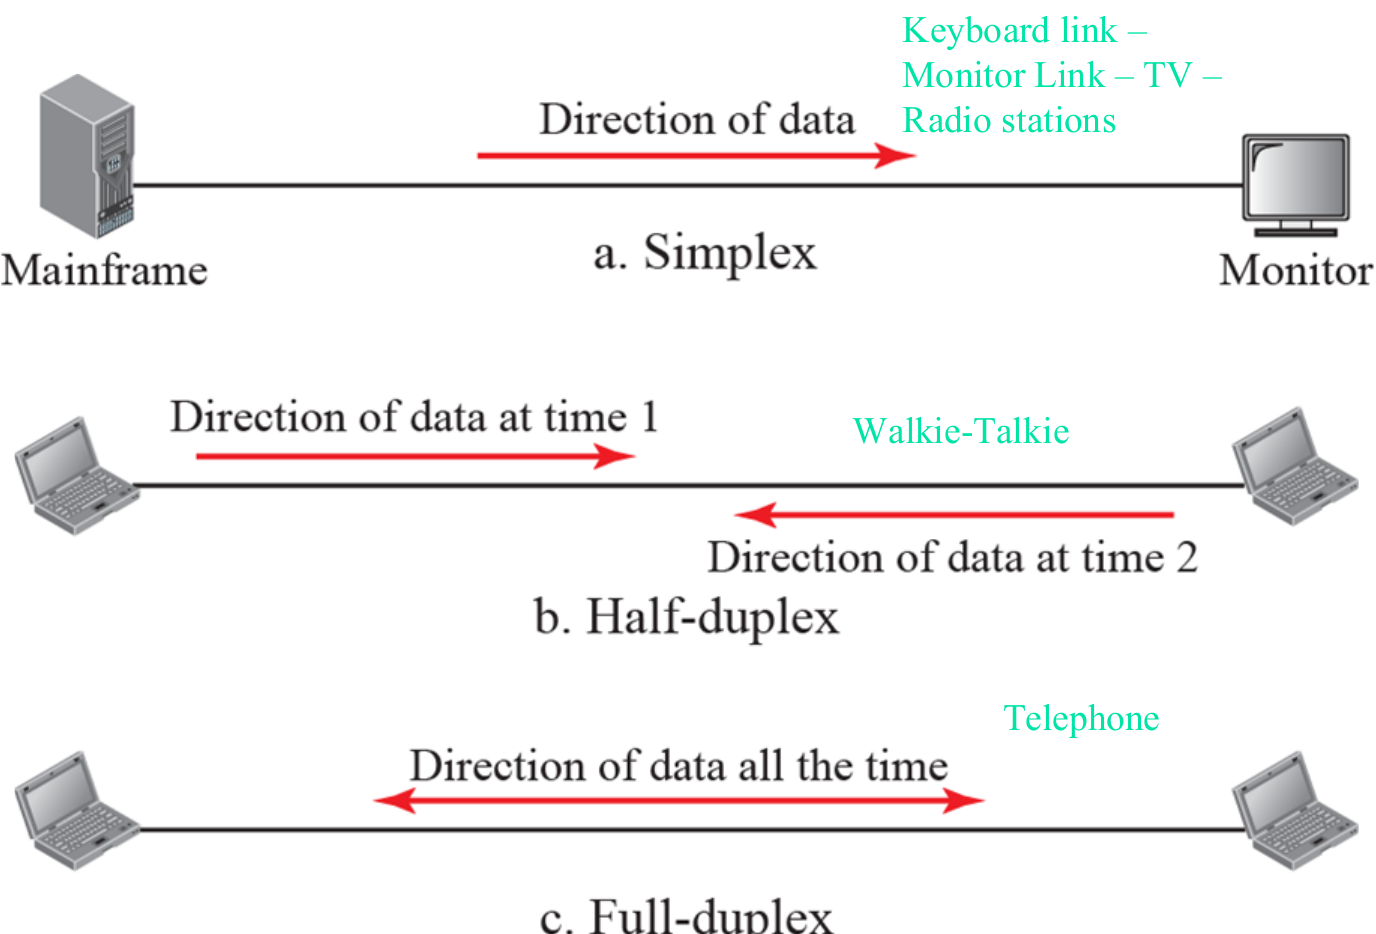 Keyboard link –
Monitor Link – TV –
Radio stations
Direction of data
a. Simplex
Mainframe
Monitor
Direction of data at time 1
Walkie-Talkie
Direction of data at time 2
b. Half-duplex
Telephone
Direction of data all the time
c. Full-duplex